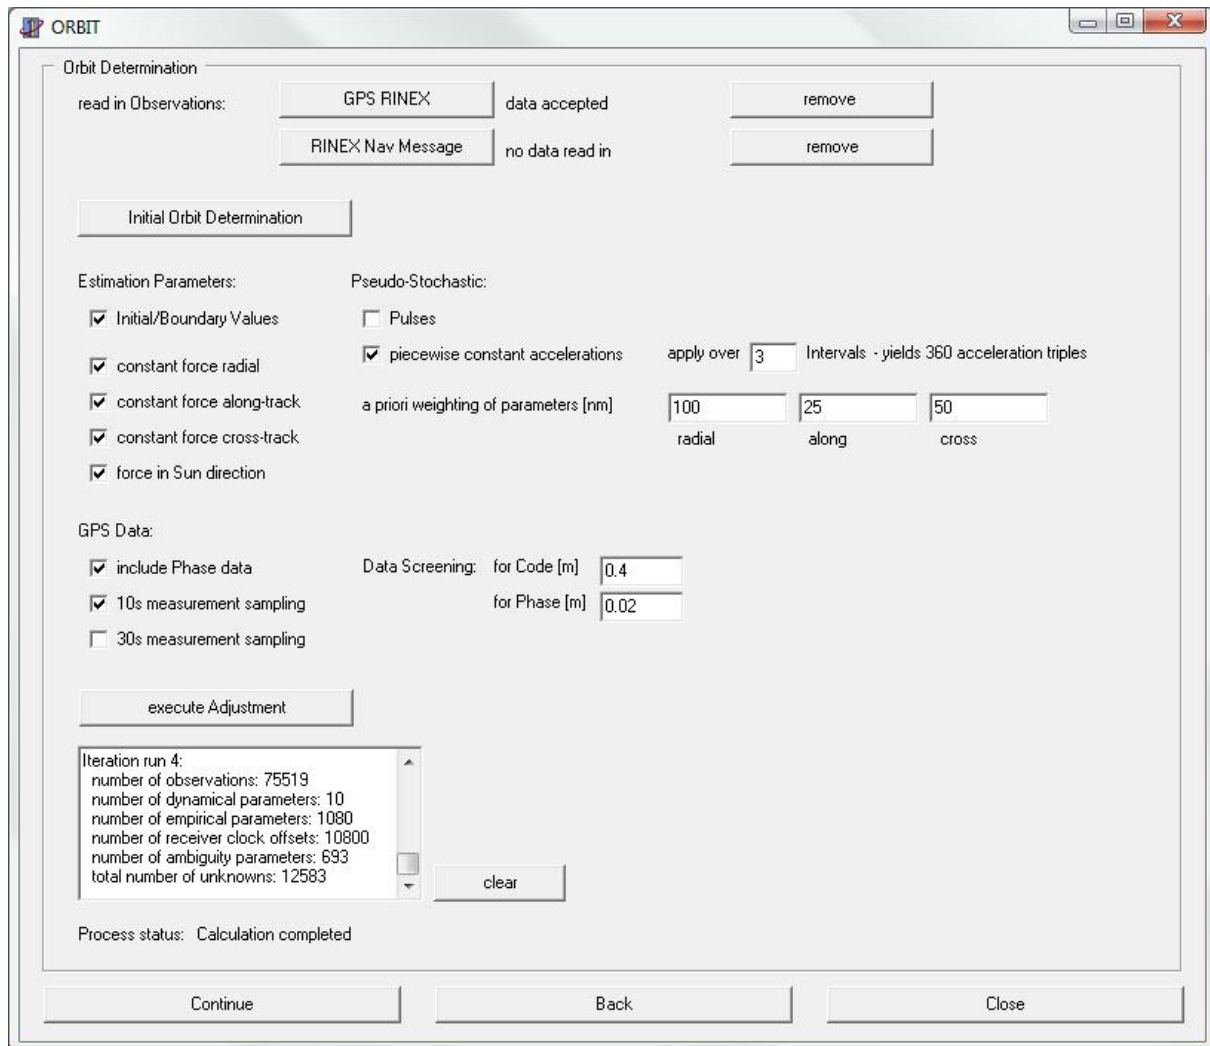 ORBIT
Orbit Determination
read in Observations: GPS RINEX data accepted remove
RINEX Nav Message no data read in remove
Initial Orbit Determination
Estimation Parameters: Pseudo-Stochastic:
Initial/Boundary Values Pulses
constant force radial piecewise constant accelerations apply over 3 Intervals - yields 360 acceleration triples
constant force along-track a priori weighting of parameters [nm] 100 25 50
constant force cross-track radial along cross
force in Sun direction
GPS Data:
include Phase data Data Screening: for Code [m] 0.4
10s measurement sampling for Phase [m] 0.02
30s measurement sampling
execute Adjustment
Iteration run 4:
number of observations: 75519
number of dynamical parameters: 10
number of empirical parameters: 1080
number of receiver clock offsets: 10800
number of ambiguity parameters: 693
total number of unknowns: 12583
clear
Process status: Calculation completed
Continue Back Close